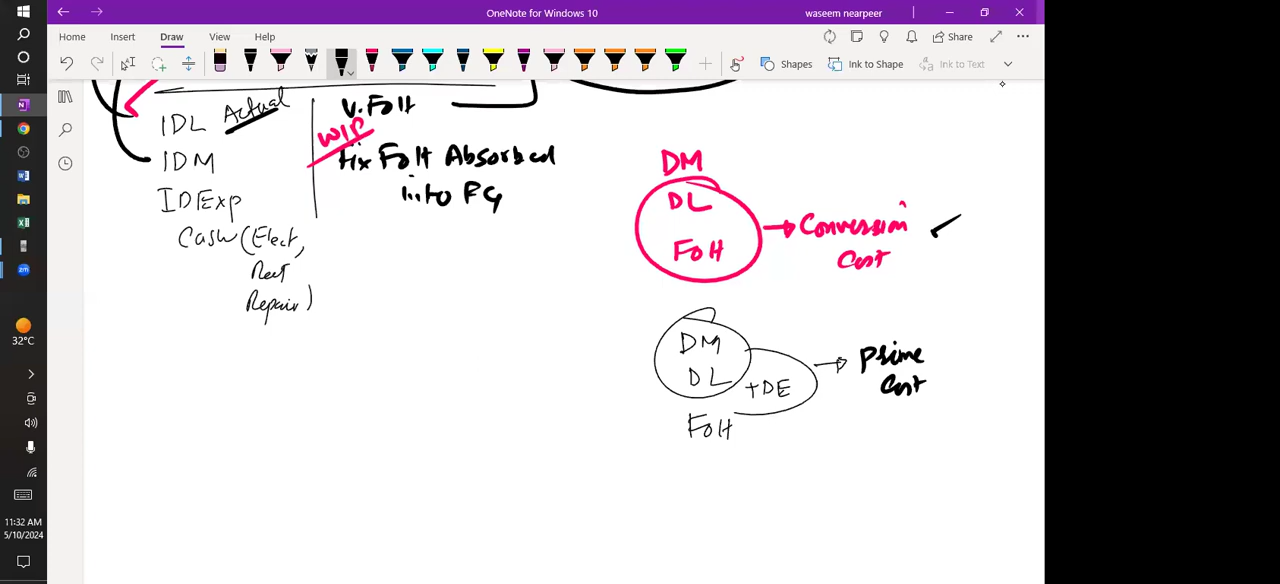 OneNote for Windows 10
waseem nearpeer
Home
Insert
Draw
View
Help
Share
Shapes
Ink to Shape
Ink to Text
IDL Actual
IDM
IDExp
Cash (Elect,
Rent
Repair)
V.FoH
WIP
Fix FoH Absorbed
into FG
DM
DL
FoH
Conversion
Cost
DM
DL
+DE
FoH
Prime
Cost
32°C
11:32 AM
5/10/2024